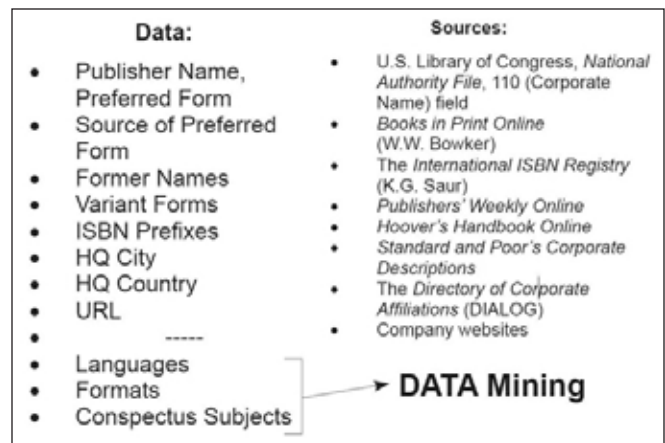 Data:
• Publisher Name,
Preferred Form
• Source of Preferred
Form
• Former Names
• Variant Forms
• ISBN Prefixes
• HQ City
• HQ Country
• URL
• -----
• Languages
• Formats
• Conspectus Subjects
Sources:
• U.S. Library of Congress, National
Authority File, 110 (Corporate
Name) field
• Books in Print Online
(W.W. Bowker)
• The International ISBN Registry
(K.G. Saur)
• Publishers' Weekly Online
• Hoover's Handbook Online
• Standard and Poor's Corporate
Descriptions
• The Directory of Corporate
Affiliations (DIALOG)
• Company websites
DATA Mining